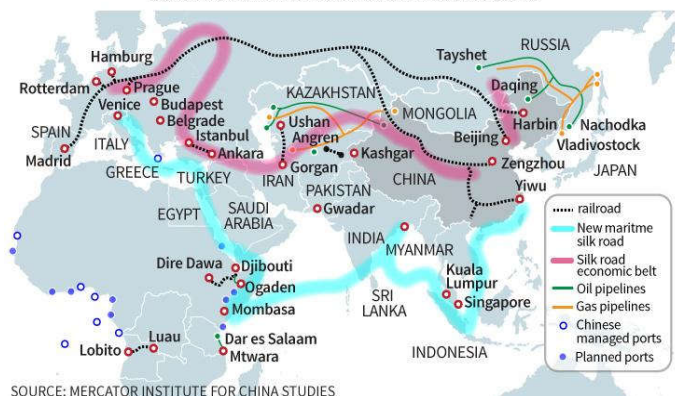 Hamburg
Rotterdam
Prague
Venice
Budapest
Belgrade
SPAIN
ITALY
Madrid
GREECE
Istanbul
Ankara
TURKEY
Tayshet
RUSSIA
Daqing
KAZAKHSTAN
MONGOLIA
Ushan
Angren
Harbin
Nachodka
Beijing
Vladivostock
Kashgar
Gorgan
IRAN
Zengzhou
JAPAN
CHINA
PAKISTAN
Yiwu
EGYPT
SAUDI
ARABIA
Gwadar
INDIA
MYANMAR
Dire Dawa
Djibouti
Ogaden
SRI
LANKA
Kuala
Lumpur
Singapore
Mombasa
Luau
Lobito
Dar es Salaam
Mtwara
INDONESIA
railroad
New maritme
silk road
Silk road
economic belt
Oil pipelines
Gas pipelines
Chinese
managed ports
Planned ports
SOURCE: MERCATOR INSTITUTE FOR CHINA STUDIES